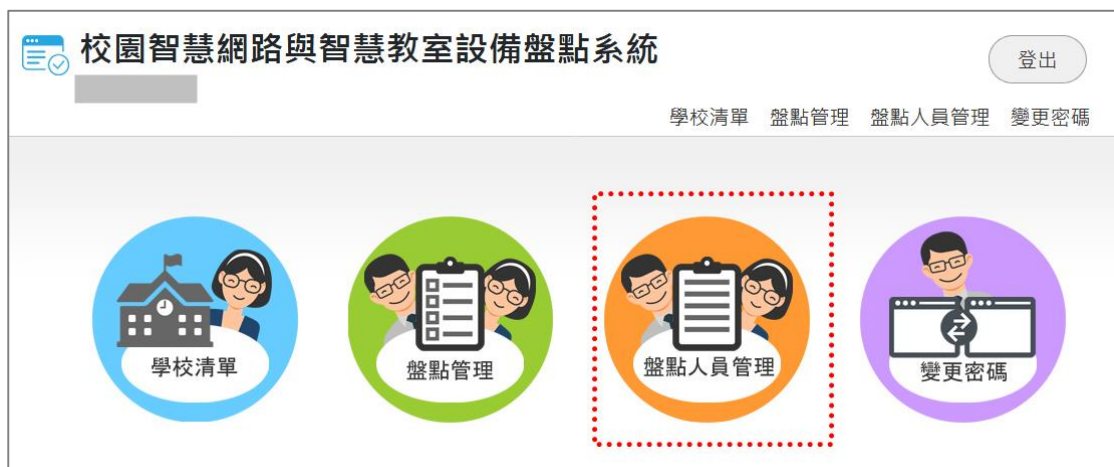 校園智慧網路與智慧教室設備盤點系統
登出
學校清單 盤點管理 盤點人員管理 變更密碼
學校清單
盤點管理
盤點人員管理
變更密碼